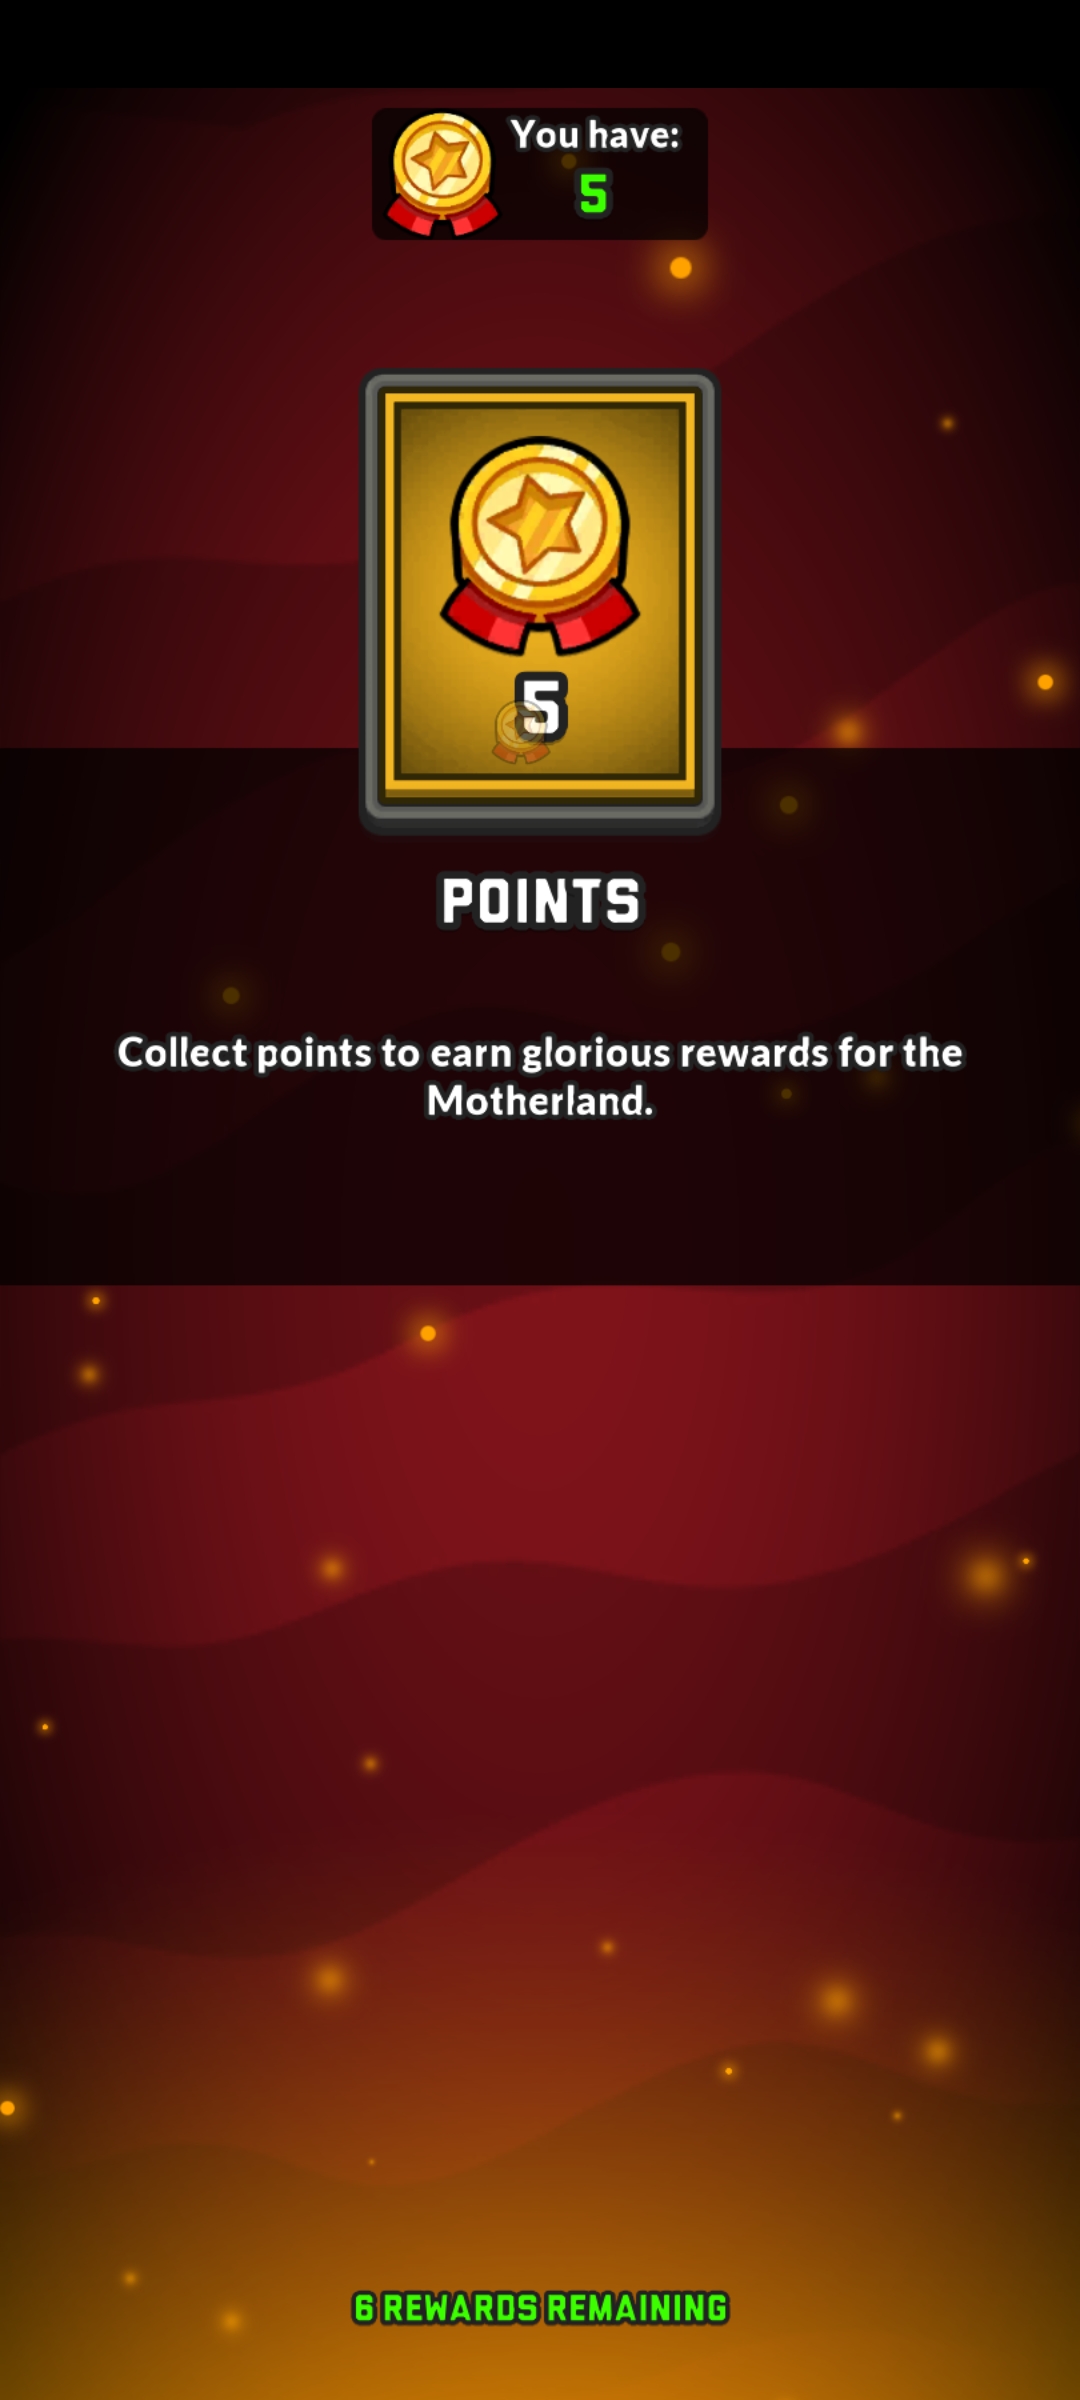 You have:
5
5
POINTS
Collect points to earn glorious rewards for the
Motherland.
6 REWARDS REMAINING